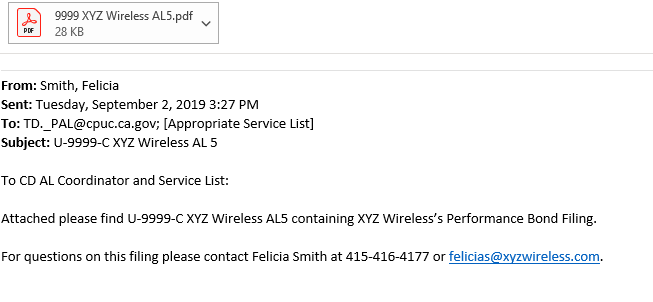 9999 XYZ Wireless AL5.pdf
PDF
28 KB
From: Smith, Felicia
Sent: Tuesday, September 2, 2019 3:27 PM
To: TD._PAL@cpuc.ca.gov; [Appropriate Service List]
Subject: U-9999-C XYZ Wireless AL 5
To CD AL Coordinator and Service List:
Attached please find U-9999-C XYZ Wireless AL5 containing XYZ Wireless’s Performance Bond Filing.
For questions on this filing please contact Felicia Smith at 415-416-4177 or felicias@xyzwireless.com.